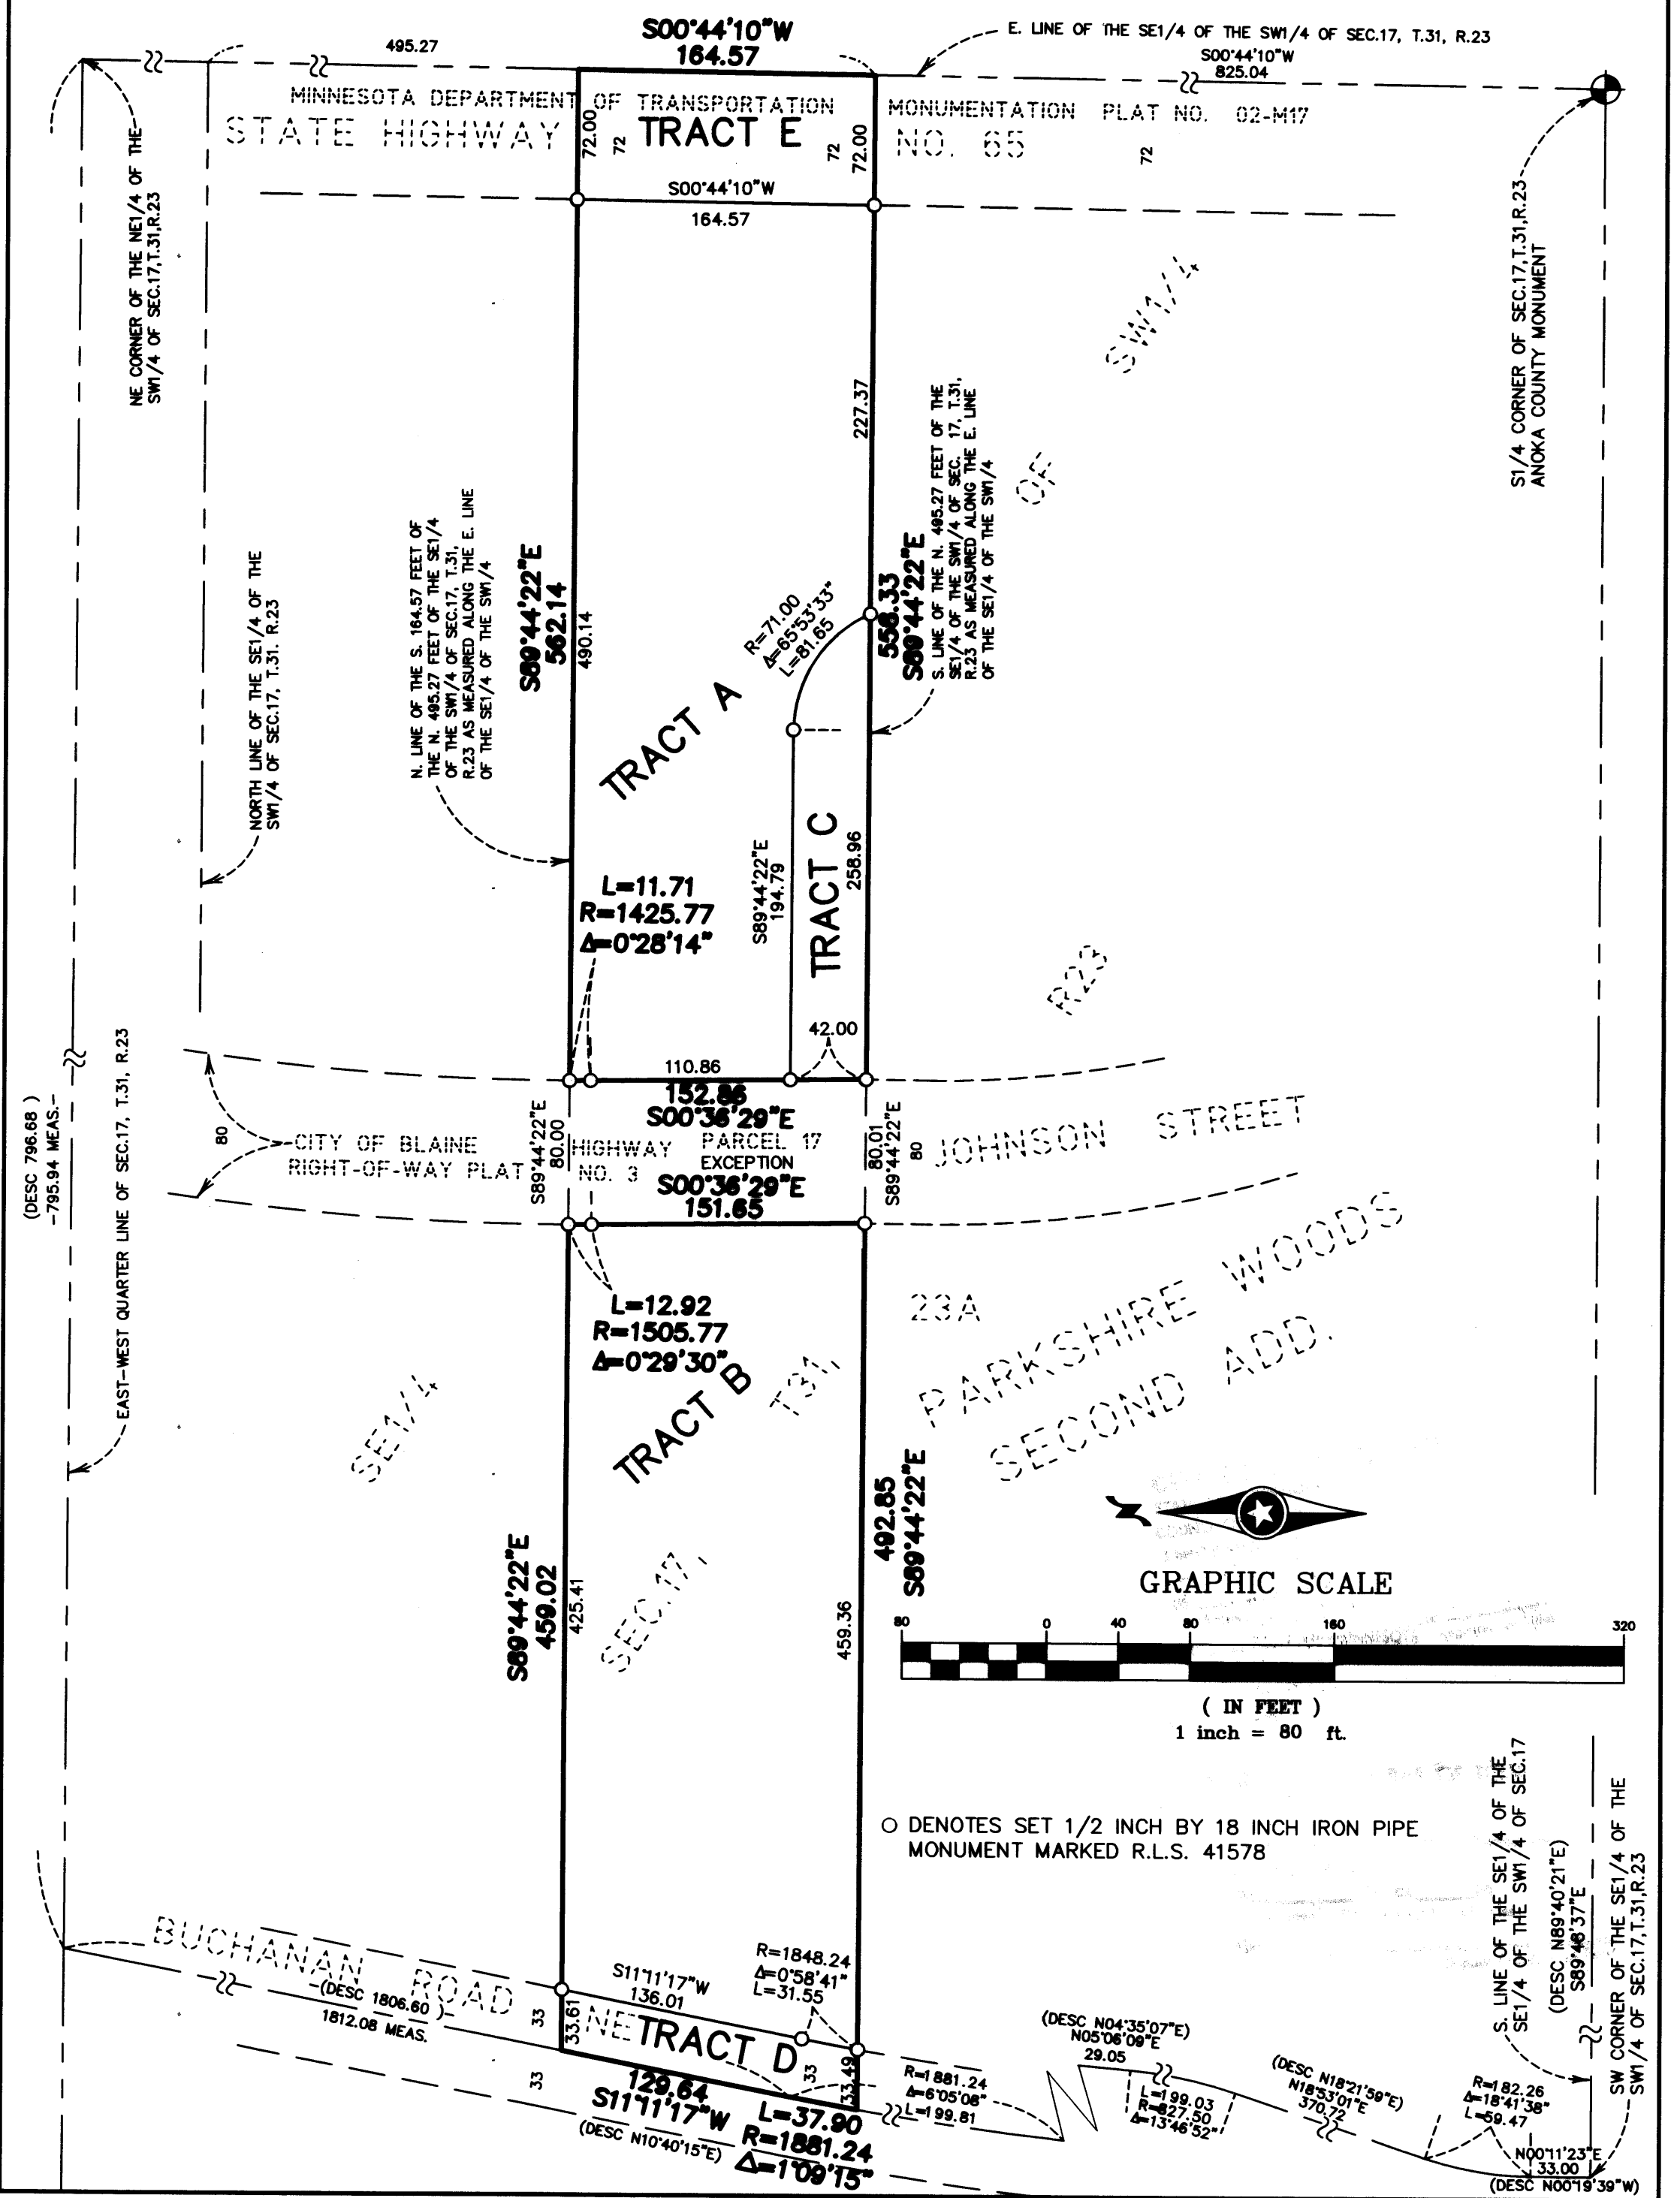 S00°44'10"W
164.57
495.27
E. LINE OF THE SE1/4 OF THE SW1/4 OF SEC.17, T.31, R.23
S00°44'10"W
825.04
MINNESOTA DEPARTMENT OF TRANSPORTATION MONUMENTATION PLAT NO. 02-M17
STATE HIGHWAY NO. 65
TRACT E
72.00
72
72
72.00
72
S00°44'10"W
164.57
NE CORNER OF THE NE1/4 OF THE
SW1/4 OF SEC.17,T.31,R.23
S1/4 CORNER OF SEC.17,T.31,R.23
ANOKA COUNTY MONUMENT
SW1/4
OF
227.37
S. LINE OF THE N. 495.27 FEET OF THE
SE1/4 OF THE SW1/4 OF SEC. 17, T.31,
R.23 AS MEASURED ALONG THE E. LINE
OF THE SE1/4 OF THE SW1/4
558.33
S89°44'22"E
N. LINE OF THE S. 164.57 FEET OF
THE N. 495.27 FEET OF THE SE1/4
OF THE SW1/4 OF SEC.17, T.31,
R.23 AS MEASURED ALONG THE E. LINE
OF THE SE1/4 OF THE SW1/4
S89°44'22"E
562.14
490.14
NORTH LINE OF THE SE1/4 OF THE
SW1/4 OF SEC.17, T.31. R.23
R=71.00
Δ=65°53'33"
L=81.65
TRACT A
TRACT C
S89°44'22"E
194.79
258.96
L=11.71
R=1425.77
Δ=0°28'14"
R23
42.00
110.86
152.86
S00°36'29"E
(DESC 796.68 )
-795.94 MEAS.-
EAST-WEST QUARTER LINE OF SEC.17, T.31, R.23
80
CITY OF BLAINE
RIGHT-OF-WAY PLAT
HIGHWAY
NO. 3
S89°44'22"E
80.00
PARCEL 17
EXCEPTION
80.01
S89°44'22"E
80
JOHNSON STREET
S00°36'29"E
151.65
L=12.92
R=1505.77
Δ=0°29'30"
TRACT B
T31,
23A
PARKSHIRE WOODS
SECOND ADD.
SE1/4
SEC.17,
S89°44'22"E
459.02
425.41
459.36
492.85
S89°44'22"E
N
GRAPHIC SCALE
80 0 40 80 160 320
( IN FEET )
1 inch = 80 ft.
O DENOTES SET 1/2 INCH BY 18 INCH IRON PIPE
MONUMENT MARKED R.L.S. 41578
S. LINE OF THE SE1/4 OF THE
SE1/4 OF THE SW1/4 OF SEC.17
(DESC N89°40'21"E)
S89°48'37"E
SW CORNER OF THE SE1/4 OF THE
SW1/4 OF SEC.17,T.31,R.23
BUCHANAN ROAD NE
(DESC 1806.60 )
1812.08 MEAS.
33
33
33.61
S11°11'17"W
136.01
R=1848.24
Δ=0°58'41"
L=31.55
TRACT D
33
33.49
129.64
S11°11'17"W
(DESC N10°40'15"E)
L=37.90
R=1881.24
Δ=1°09'15"
R=1881.24
Δ=6°05'08"
L=199.81
(DESC N04°35'07"E)
N05°06'09"E
29.05
L=199.03
R=827.50
Δ=13°46'52"
(DESC N18°21'59"E)
N18°53'01"E
370.72
R=182.26
Δ=18°41'38"
L=59.47
N00°11'23"E
33.00
(DESC N00°19'39"W)